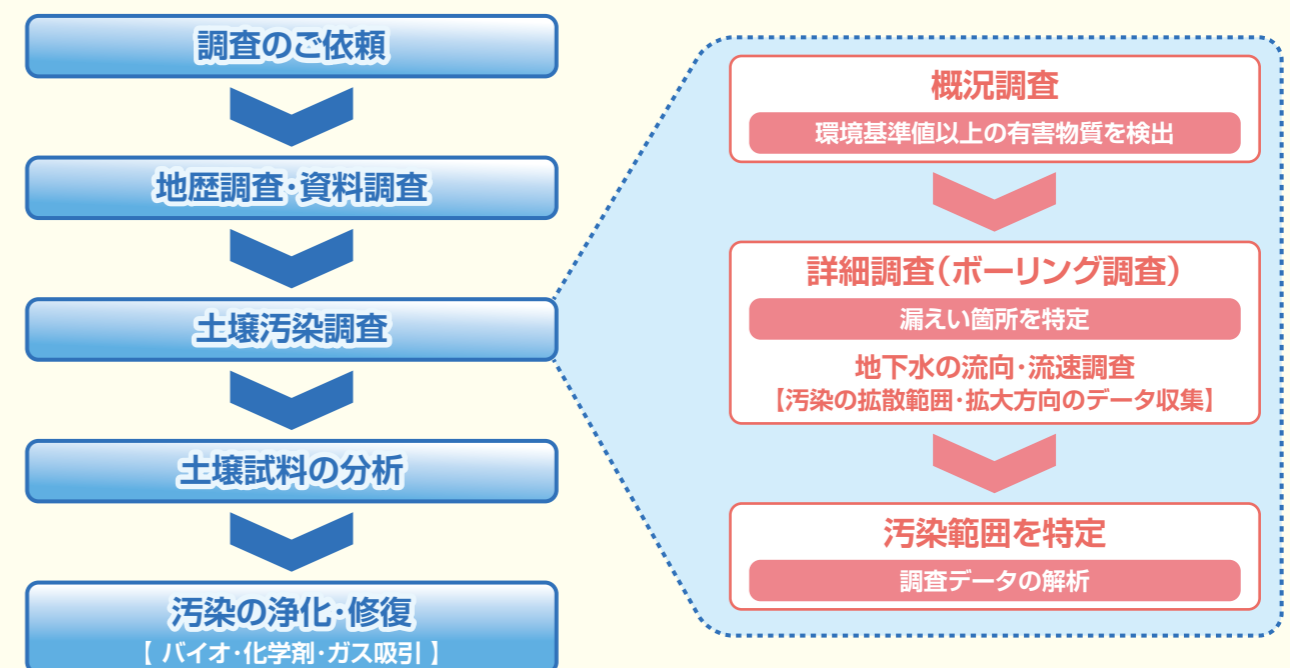 調査のご依頼
地歴調査・資料調査
土壌汚染調査
土壌試料の分析
汚染の浄化・修復
【 バイオ・化学剤・ガス吸引 】
概況調査
環境基準値以上の有害物質を検出
詳細調査（ボーリング調査）
漏えい箇所を特定
地下水の流向・流速調査
【汚染の拡散範囲・拡大方向のデータ収集】
汚染範囲を特定
調査データの解析